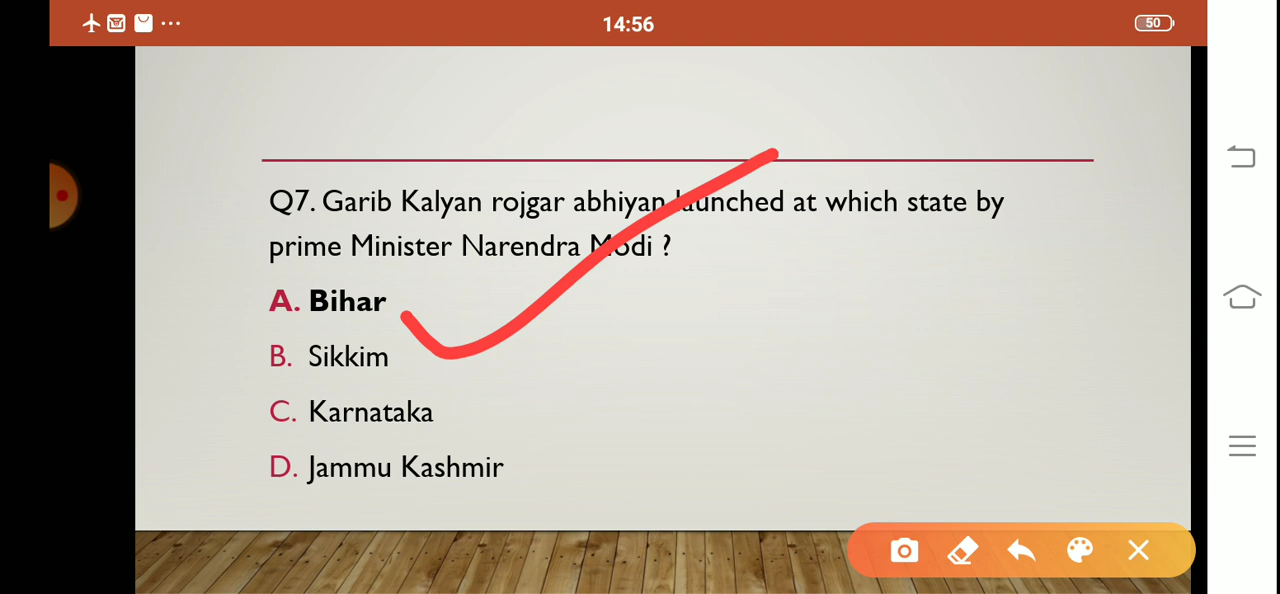 14:56
50
Q7. Garib Kalyan rojgar abhiyan launched at which state by
prime Minister Narendra Modi ?
A. Bihar
B. Sikkim
C. Karnataka
D. Jammu Kashmir